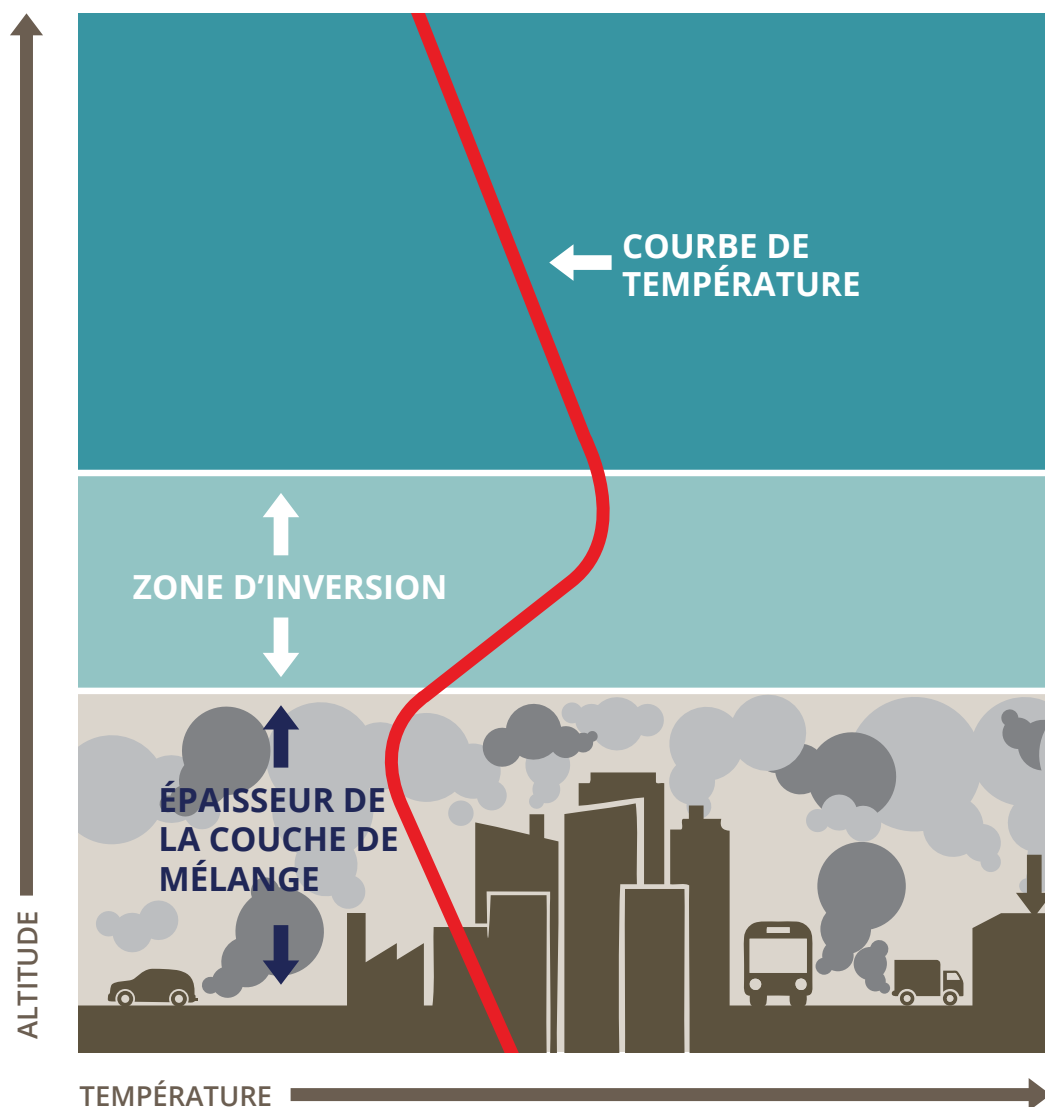 COURBE DE
TEMPÉRATURE
ZONE D’INVERSION
ÉPAISSEUR DE
LA COUCHE DE
MÉLANGE
ALTITUDE
TEMPÉRATURE